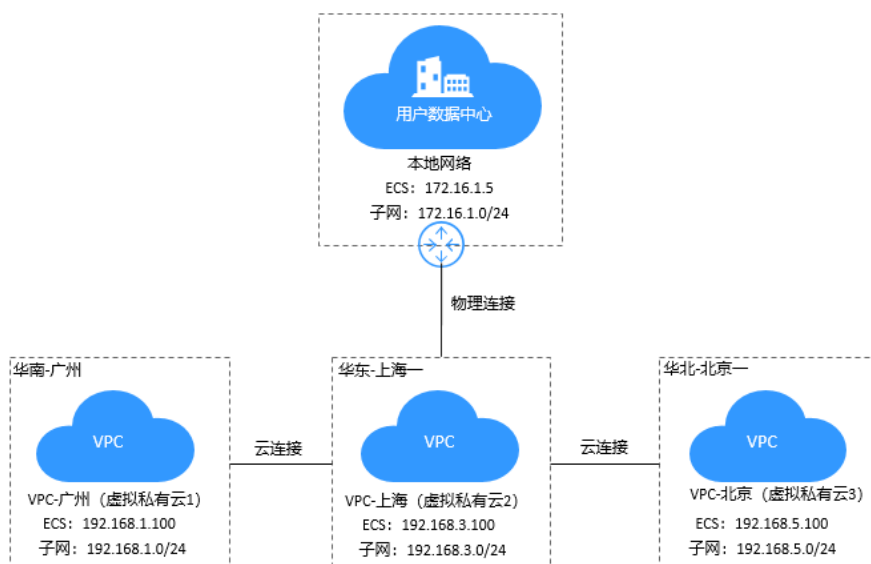 用户数据中心
本地网络
ECS：172.16.1.5
子网：172.16.1.0/24
物理连接
华南-广州
VPC
VPC-广州（虚拟私有云1）
ECS：192.168.1.100
子网：192.168.1.0/24
云连接
华东-上海一
VPC
VPC-上海（虚拟私有云2）
ECS：192.168.3.100
子网：192.168.3.0/24
云连接
华北-北京一
VPC
VPC-北京（虚拟私有云3）
ECS：192.168.5.100
子网：192.168.5.0/24